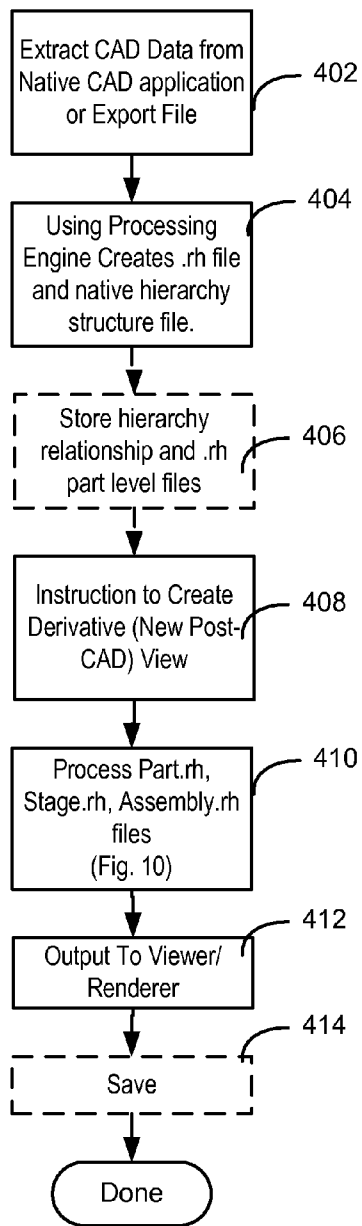 Extract CAD Data from
Native CAD application
or Export File
402
Using Processing
Engine Creates .rh file
and native hierarchy
structure file.
404
Store hierarchy
relationship and .rh
part level files
406
Instruction to Create
Derivative (New Post-
CAD) View
408
Process Part.rh,
Stage.rh, Assembly.rh
files
(Fig. 10)
410
Output To Viewer/
Renderer
412
Save
414
Done